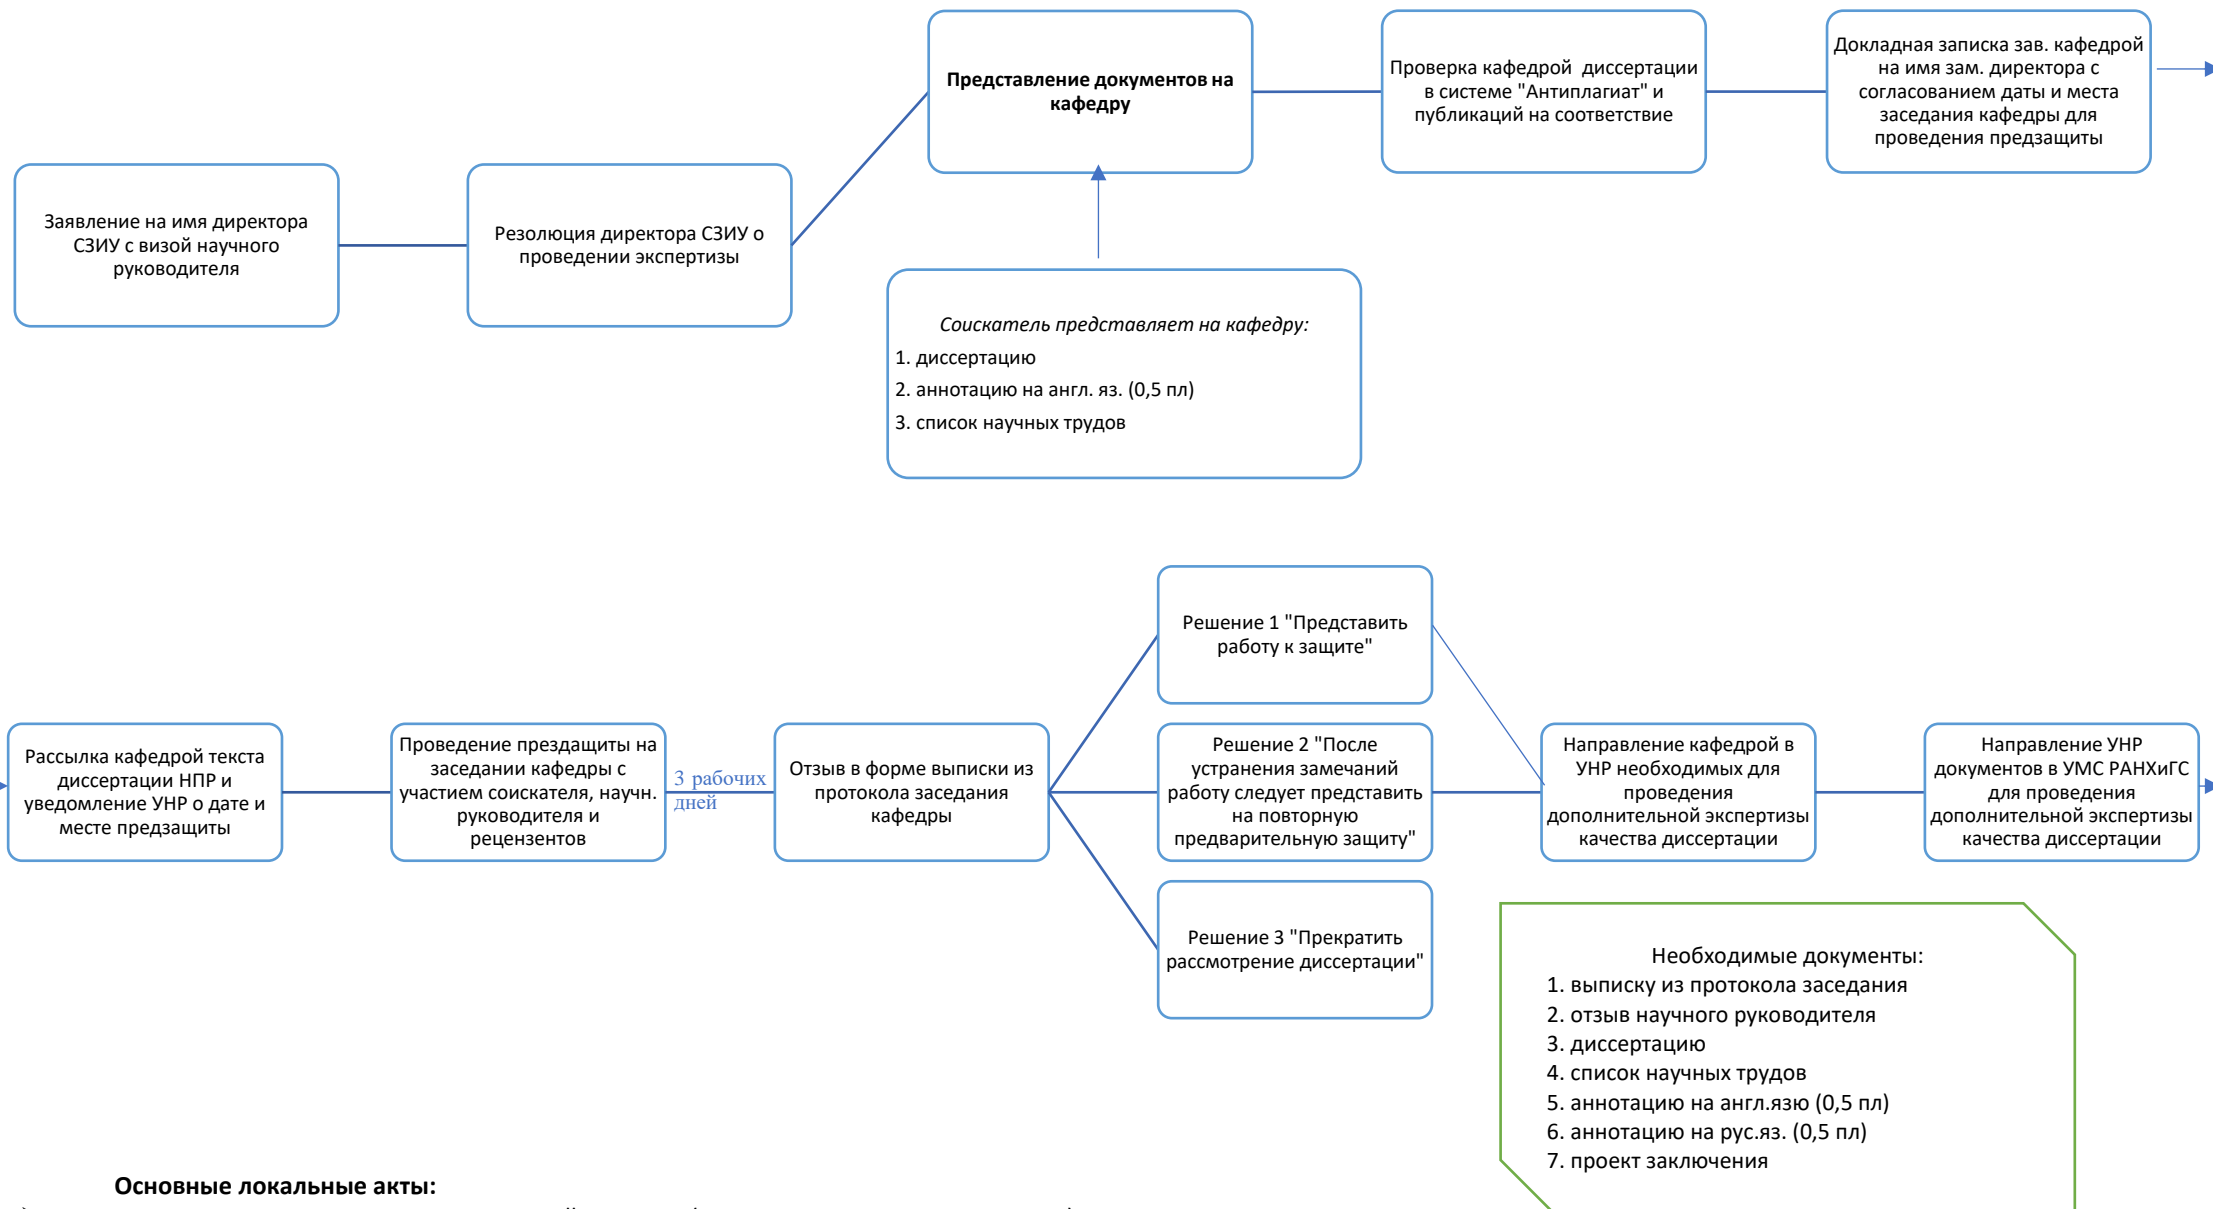 Представление документов на
кафедру
Проверка кафедрой диссертации
в системе "Антиплагиат" и
публикаций на соответствие
Докладная записка зав. кафедрой
на имя зам. директора с
согласованием даты и места
заседания кафедры для
проведения предзащиты
Заявление на имя директора
СЗИУ с визой научного
руководителя
Резолюция директора СЗИУ о
проведении экспертизы
Соискатель представляет на кафедру:
1. диссертацию
2. аннотацию на англ. яз. (0,5 пл)
3. список научных трудов
Рассылка кафедрой текста
диссертации НПР и
уведомление УНР о дате и
месте предзащиты
Проведение прездащиты на
заседании кафедры с
участием соискателя, научн.
руководителя и
рецензентов
3 рабочих
дней
Отзыв в форме выписки из
протокола заседания
кафедры
Решение 1 "Представить
работу к защите"
Решение 2 "После
устранения замечаний
работу следует представить
на повторную
предварительную защиту"
Решение 3 "Прекратить
рассмотрение диссертации"
Направление кафедрой в
УНР необходимых для
проведения
дополнительной экспертизы
качества диссертации
Направление УНР
документов в УМС РАНХиГС
для проведения
дополнительной экспертизы
качества диссертации
Необходимые документы:
1. выписку из протокола заседания
2. отзыв научного руководителя
3. диссертацию
4. список научных трудов
5. аннотацию на англ.язю (0,5 пл)
6. аннотацию на рус.яз. (0,5 пл)
7. проект заключения
Основные локальные акты: